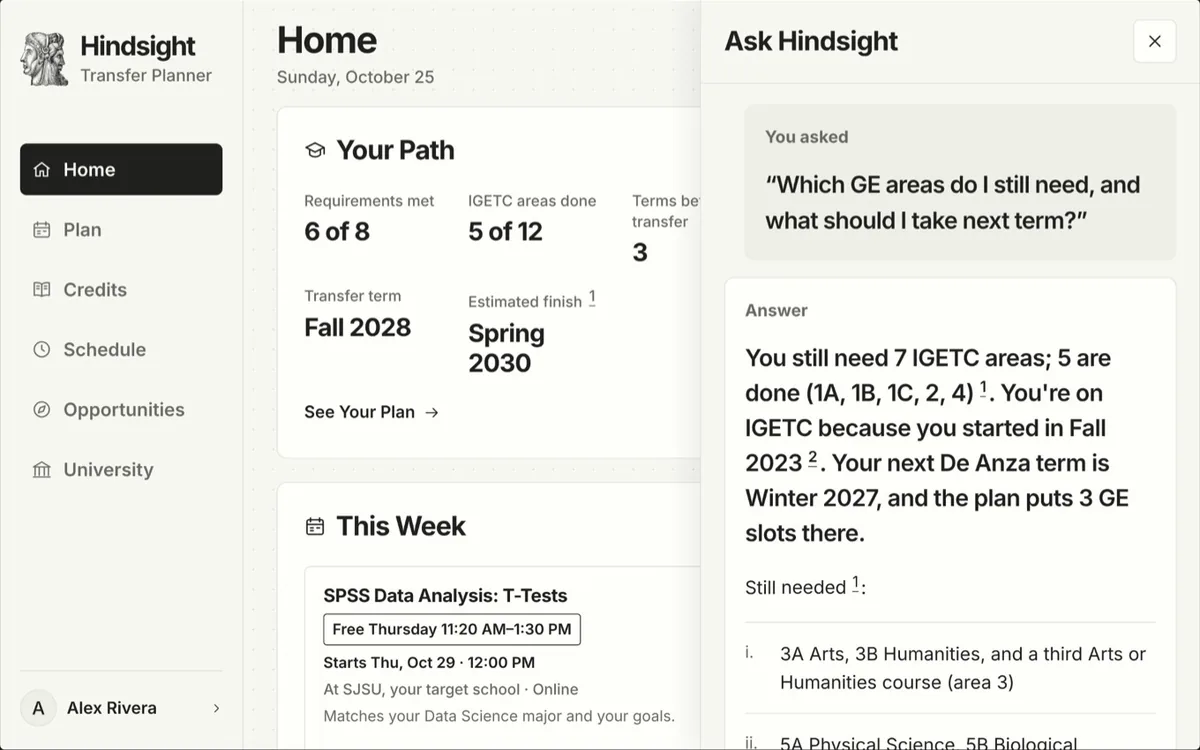 Hindsight
Transfer Planner
Home
Plan
Credits
Schedule
Opportunities
University
A Alex Rivera
Home
Sunday, October 25
Your Path
Requirements met
6 of 8
IGETC areas done
5 of 12
Terms be
transfer
3
Transfer term
Fall 2028
Estimated finish 1
Spring
2030
See Your Plan →
This Week
SPSS Data Analysis: T-Tests
Free Thursday 11:20 AM–1:30 PM
Starts Thu, Oct 29 · 12:00 PM
At SJSU, your target school · Online
Matches your Data Science major and your goals.
Ask Hindsight
You asked
“Which GE areas do I still need, and
what should I take next term?”
Answer
You still need 7 IGETC areas; 5 are
done (1A, 1B, 1C, 2, 4) 1. You're on
IGETC because you started in Fall
2023 2. Your next De Anza term is
Winter 2027, and the plan puts 3 GE
slots there.
Still needed 1:
i. 3A Arts, 3B Humanities, and a third Arts or
Humanities course (area 3)
ii. 5A Physical Science, 5B Biological